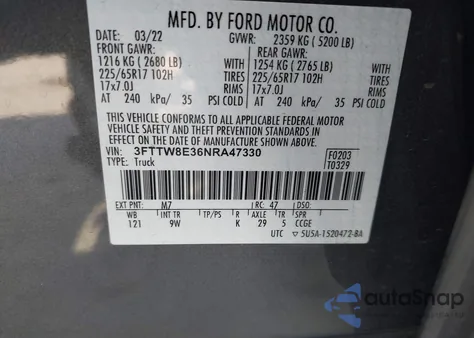 MFD. BY FORD MOTOR CO.
03/22 GVWR: 2359 KG ( 5200 LB)
FRONT GAWR: REAR GAWR:
1216 KG ( 2680 LB) WITH 1254 KG ( 2765 LB) WITH
225/65R17 102H TIRES 225/65R17 102H TIRES
17x7.0J RIMS 17x7.0J RIMS
AT 240 kPa/ 35 PSI COLD AT 240 kPa/ 35 PSI COLD
THIS VEHICLE CONFORMS TO ALL APPLICABLE FEDERAL MOTOR
VEHICLE SAFETY, BUMPER, AND THEFT PREVENTION STANDARDS IN
EFFECT ON THE DATE OF MANUFACTURE SHOWN ABOVE.
VIN: 3FTTW8E36NRA47330 F0203
TYPE: Truck T0329
EXT PNT: M7 RC: 47 DSO:
WB INT TR TP/PS R AXLE TR SPR
121 9W K 29 5 CCGE
UTC ▽ 5U5A-1520472-BA
autoSnap